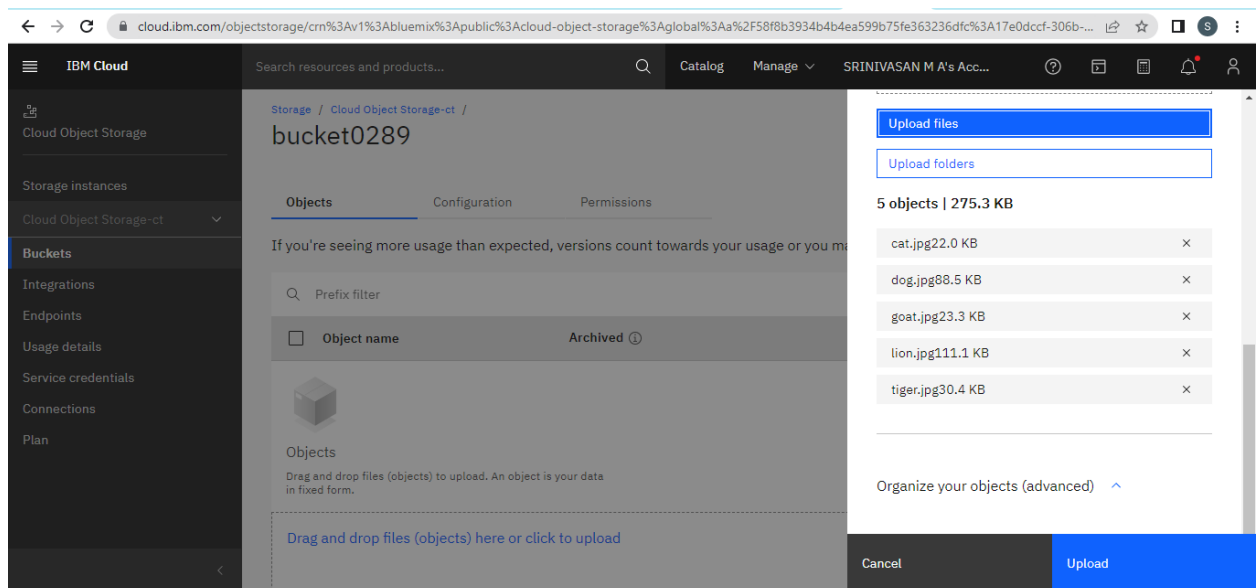 cloud.ibm.com/objectstorage/crn%3Av1%3Abluemix%3Apublic%3Acloud-object-storage%3Aglobal%3Aa%2F58f8b3934b4b4ea599b75fe363236dfc%3A17e0dccf-306b-...
S
IBM Cloud
Search resources and products...
Catalog
Manage
SRINIVASAN M A's Acc...
Cloud Object Storage
Storage instances
Cloud Object Storage-ct
Buckets
Integrations
Endpoints
Usage details
Service credentials
Connections
Plan
Storage / Cloud Object Storage-ct /
bucket0289
Objects
Configuration
Permissions
If you're seeing more usage than expected, versions count towards your usage or you ma
Prefix filter
Object name
Archived
Objects
Drag and drop files (objects) to upload. An object is your data
in fixed form.
Drag and drop files (objects) here or click to upload
Upload files
Upload folders
5 objects | 275.3 KB
cat.jpg22.0 KB
dog.jpg88.5 KB
goat.jpg23.3 KB
lion.jpg111.1 KB
tiger.jpg30.4 KB
Organize your objects (advanced)
Cancel
Upload